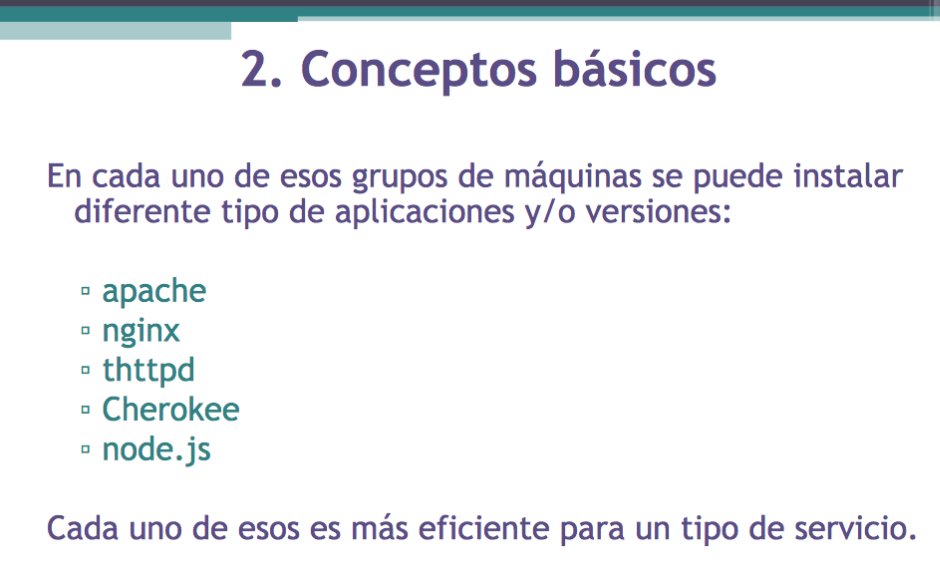 2. Conceptos básicos
En cada uno de esos grupos de máquinas se puede instalar
diferente tipo de aplicaciones y/o versiones:
▫ apache
▫ nginx
▫ thttpd
▫ Cherokee
▫ node.js
Cada uno de esos es más eficiente para un tipo de servicio.